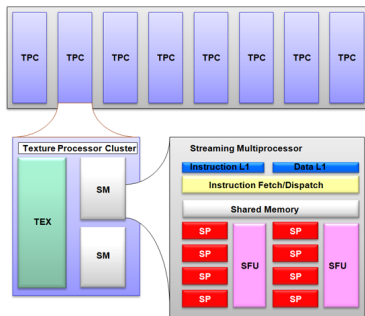 TPC TPC TPC TPC TPC TPC TPC TPC
Texture Processor Cluster
TEX
SM
SM
Streaming Multiprocessor
Instruction L1 Data L1
Instruction Fetch/Dispatch
Shared Memory
SP SP
SP SP
SFU SFU
SP SP
SP SP